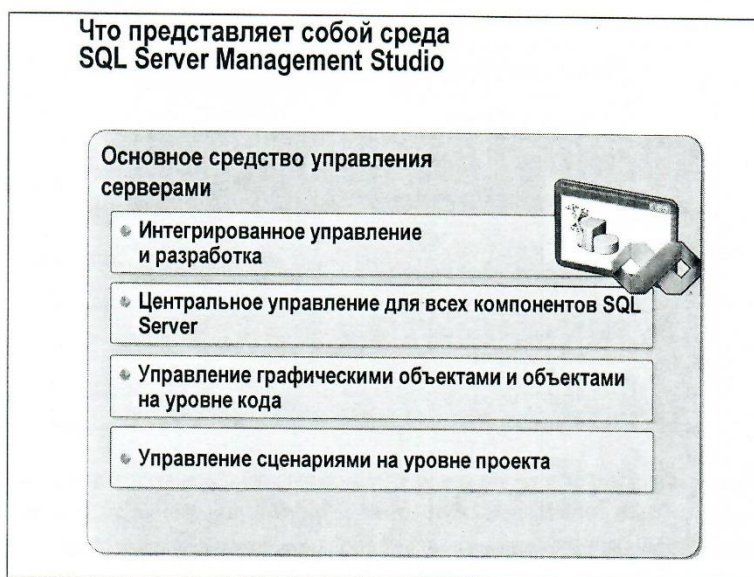 Что представляет собой среда
SQL Server Management Studio
Основное средство управления
серверами
Интегрированное управление
и разработка
Центральное управление для всех компонентов SQL
Server
Управление графическими объектами и объектами
на уровне кода
Управление сценариями на уровне проекта